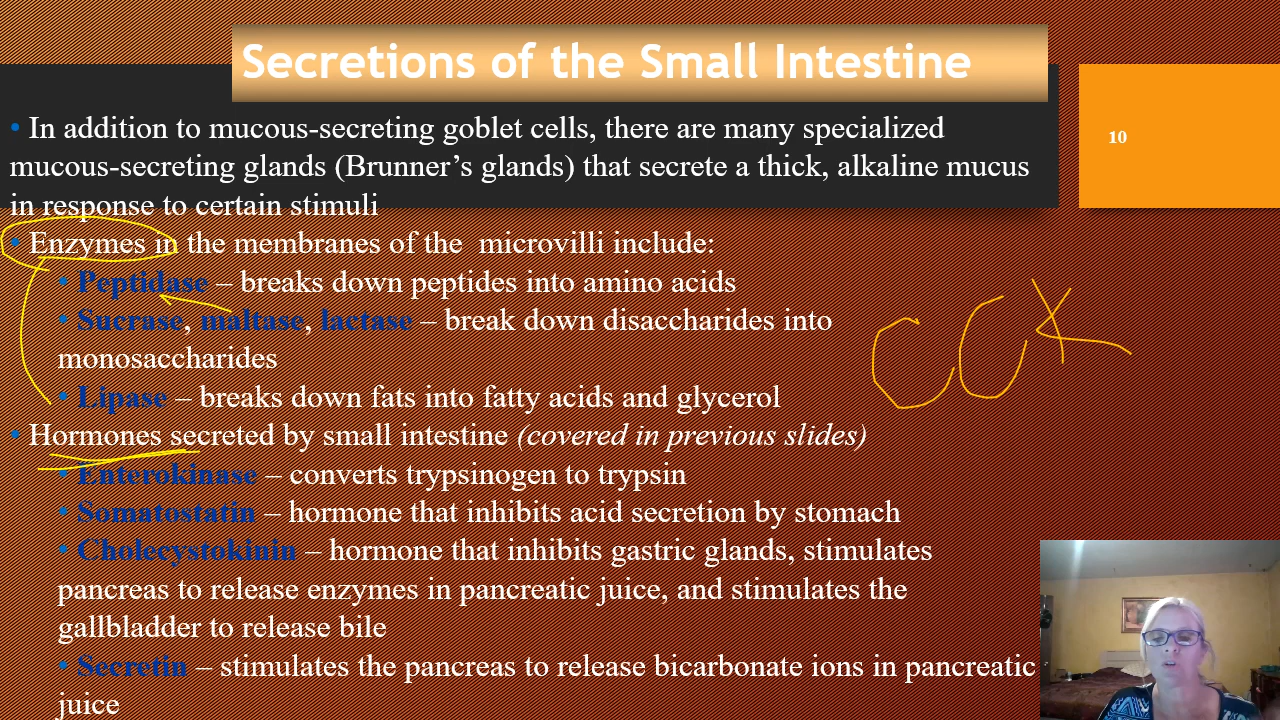 Secretions of the Small Intestine
10
• In addition to mucous-secreting goblet cells, there are many specialized
mucous-secreting glands (Brunner’s glands) that secrete a thick, alkaline mucus
in response to certain stimuli
• Enzymes in the membranes of the microvilli include:
• Peptidase – breaks down peptides into amino acids
• Sucrase, maltase, lactase – break down disaccharides into
monosaccharides
• Lipase – breaks down fats into fatty acids and glycerol
• Hormones secreted by small intestine (covered in previous slides)
• Enterokinase – converts trypsinogen to trypsin
• Somatostatin – hormone that inhibits acid secretion by stomach
• Cholecystokinin – hormone that inhibits gastric glands, stimulates
pancreas to release enzymes in pancreatic juice, and stimulates the
gallbladder to release bile
• Secretin – stimulates the pancreas to release bicarbonate ions in pancreatic
juice
CCK